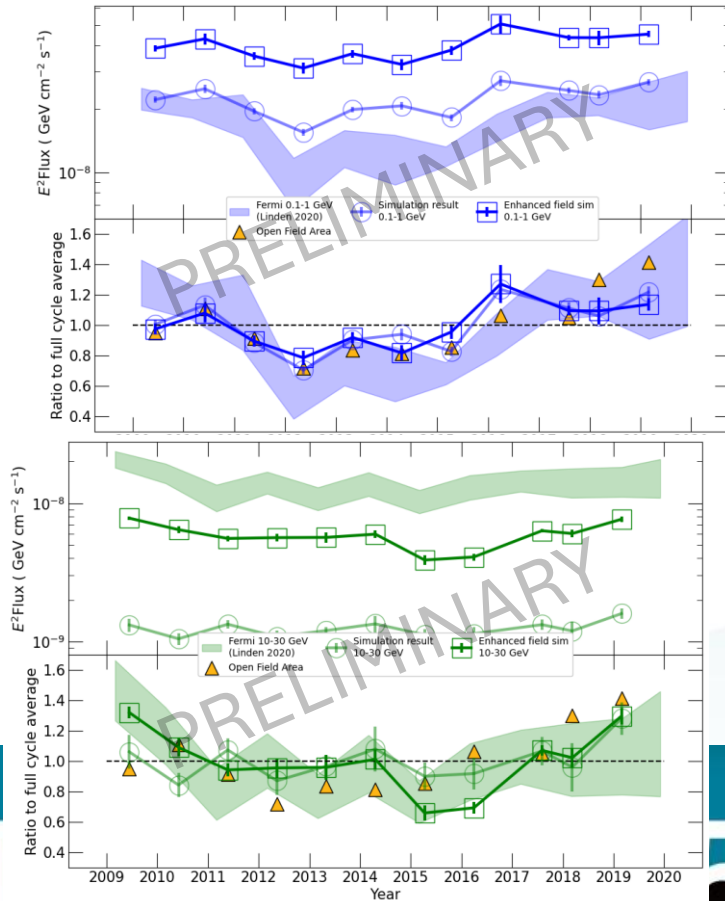 E²Flux ( GeV cm⁻² s⁻¹)
10⁻⁸
PRELIMINARY
Fermi 0.1-1 GeV
(Linden 2020)
Open Field Area
Simulation result
0.1-1 GeV
Enhanced field sim
0.1-1 GeV
Ratio to full cycle average
1.6
1.4
1.2
1.0
0.8
0.6
0.4
E²Flux ( GeV cm⁻² s⁻¹)
10⁻⁸
10⁻⁹
PRELIMINARY
Fermi 10-30 GeV
(Linden 2020)
Open Field Area
Simulation result
10-30 GeV
Enhanced field sim
10-30 GeV
Ratio to full cycle average
1.6
1.4
1.2
1.0
0.8
0.6
0.4
2009 2010 2011 2012 2013 2014 2015 2016 2017 2018 2019 2020
Year